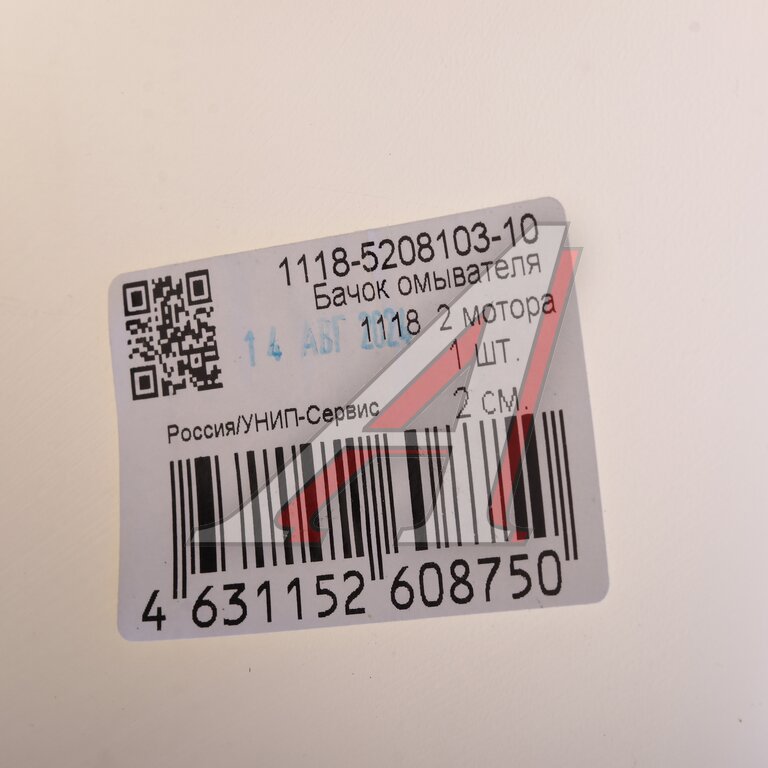 1118-5208103-10
Бачок омывателя
1118 2 мотора
14 АВГ 2024
1 шт.
2 см.
Россия/УНИП-Сервис
4 631152 608750